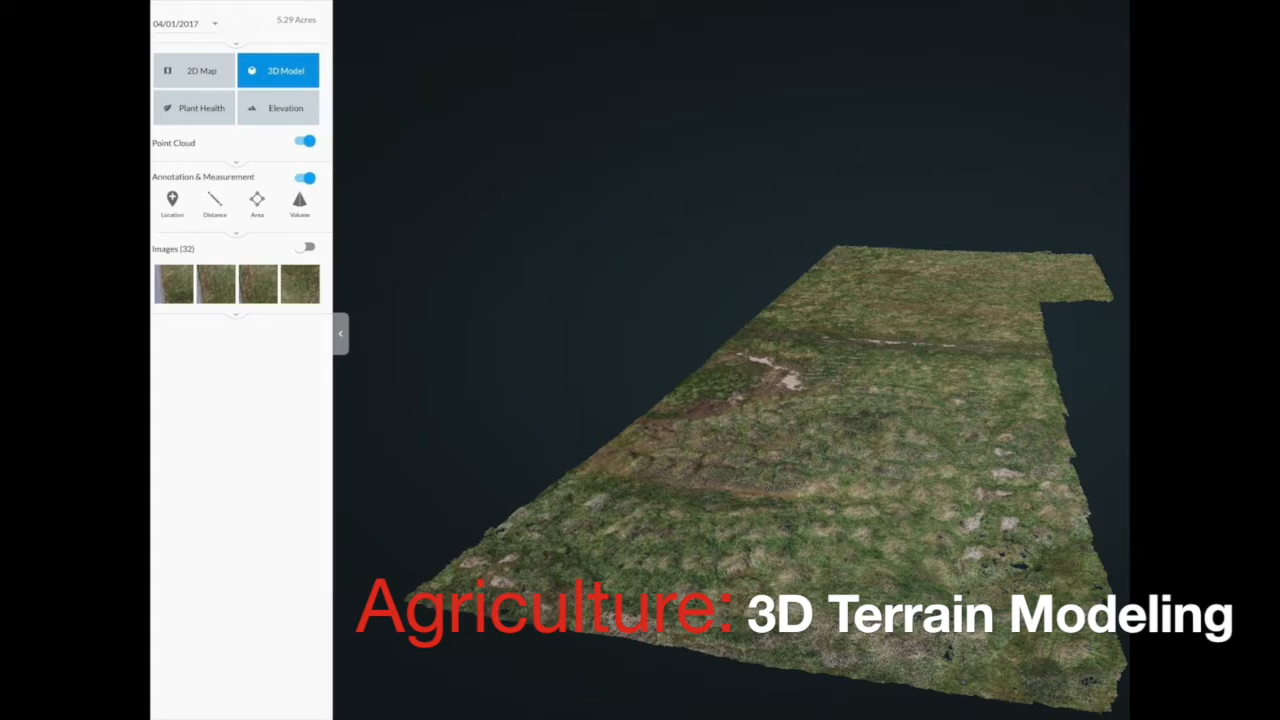 04/01/2017
5.29 Acres
2D Map
3D Model
Plant Health
Elevation
Point Cloud
Annotation & Measurement
Location Distance Area Volume
Images (32)
Agriculture: 3D Terrain Modeling